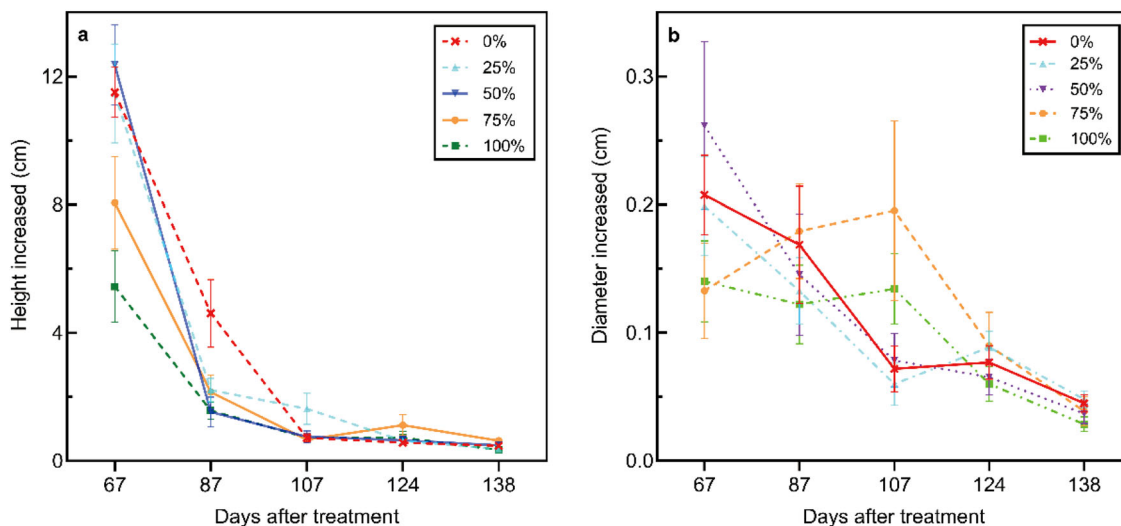 a
0%
25%
50%
75%
100%
12
8
4
0
Height increased (cm)
67 87 107 124 138
Days after treatment
b
0%
25%
50%
75%
100%
0.3
0.2
0.1
0.0
Diameter increased (cm)
67 87 107 124 138
Days after treatment